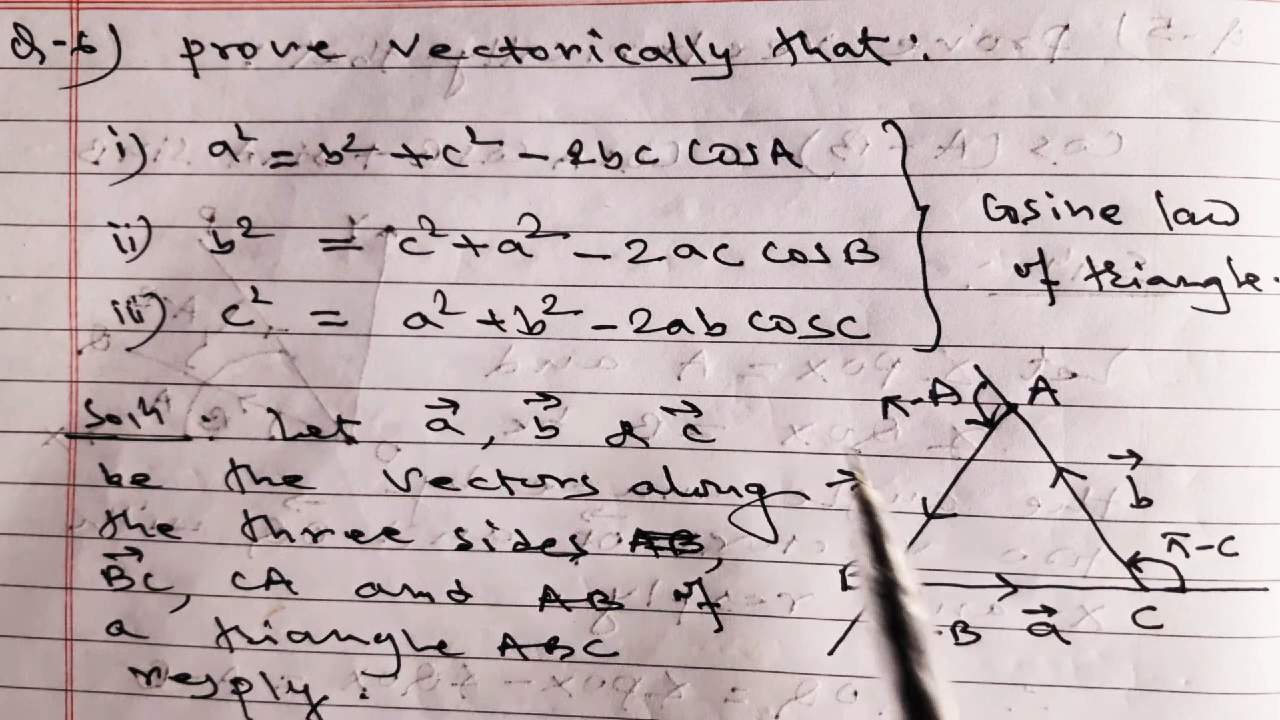 Q-6) prove vectorically that:
i) a² = b² + c² - 2bc cosA
ii) b² = c² + a² - 2ac cosB
iii) c² = a² + b² - 2ab cosC
Cosine law
of triangle.
Soln: Let a⃗, b⃗ & c⃗
be the vectors along
the three sides AB,
B⃗C⃗, CA and AB of
a triangle ABC
resply.
π-A A
b⃗
π-C
B a⃗ C